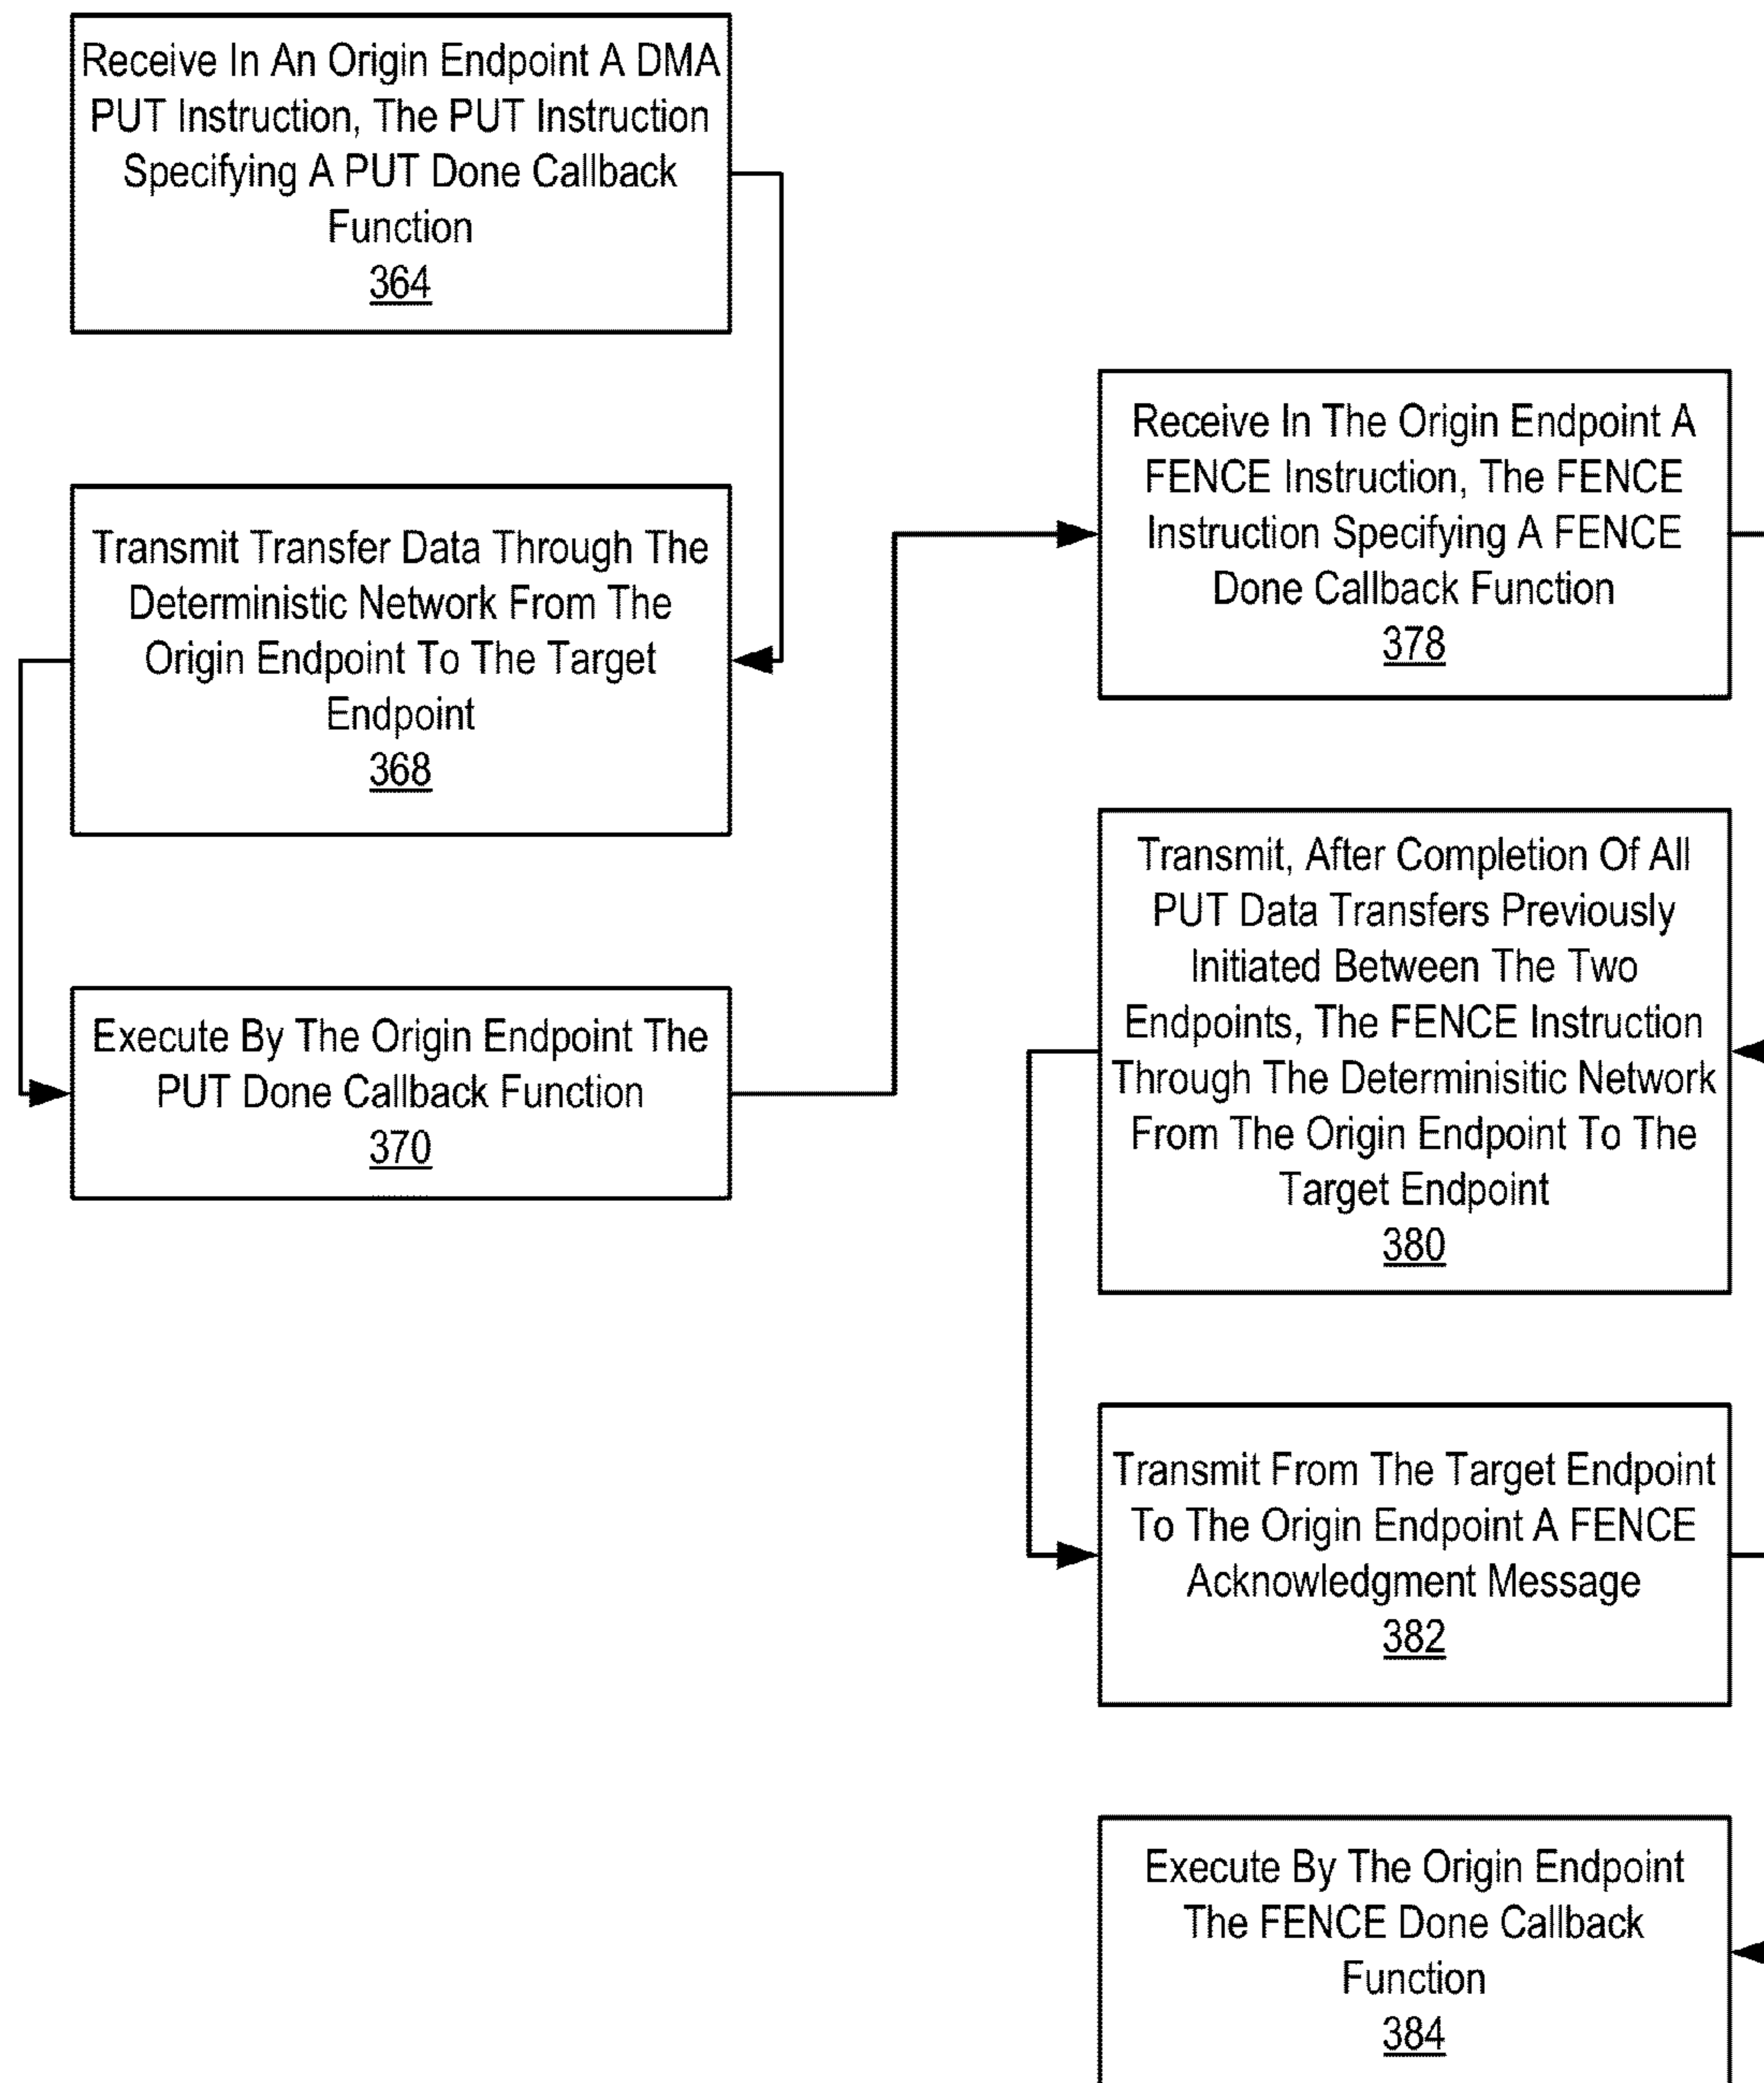 Receive In An Origin Endpoint A DMA
PUT Instruction, The PUT Instruction
Specifying A PUT Done Callback
Function
364
Transmit Transfer Data Through The
Deterministic Network From The
Origin Endpoint To The Target
Endpoint
368
Execute By The Origin Endpoint The
PUT Done Callback Function
370
Receive In The Origin Endpoint A
FENCE Instruction, The FENCE
Instruction Specifying A FENCE
Done Callback Function
378
Transmit, After Completion Of All
PUT Data Transfers Previously
Initiated Between The Two
Endpoints, The FENCE Instruction
Through The Determinisitic Network
From The Origin Endpoint To The
Target Endpoint
380
Transmit From The Target Endpoint
To The Origin Endpoint A FENCE
Acknowledgment Message
382
Execute By The Origin Endpoint
The FENCE Done Callback
Function
384